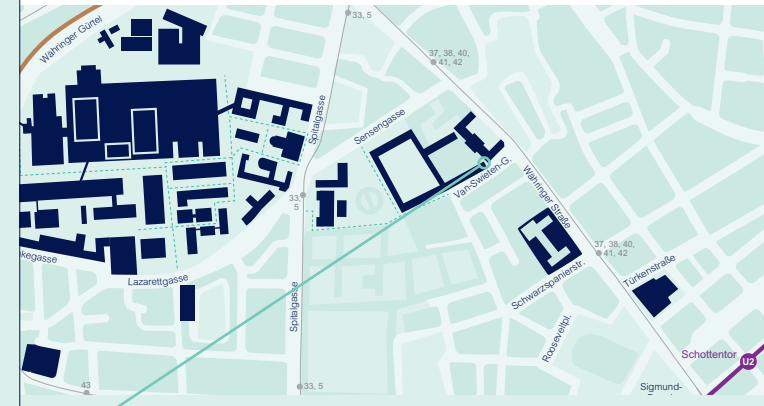 33, 5
Währinger Gürtel
37, 38, 40,
41, 42
Sensengasse
Spitalgasse
Van-Swieten-G.
Währinger Straße
33,
5
37, 38, 40,
41, 42
kegasse
Türkenstraße
Lazarettgasse
Schwarzspanierstr.
Spitalgasse
Rooseveltpl.
Schottentor
U2
43
33, 5
Sigmund-